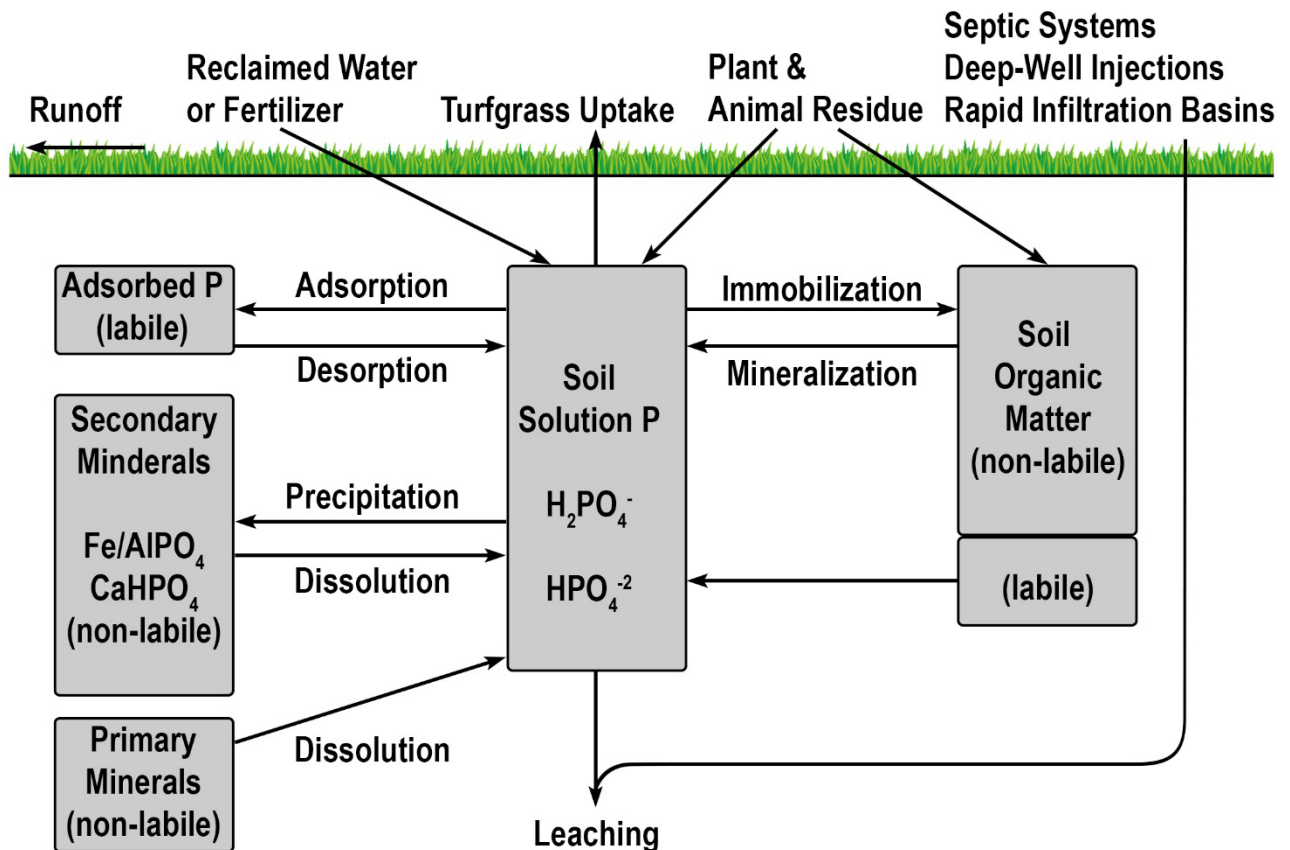 Septic Systems
Deep-Well Injections
Rapid Infiltration Basins
Plant &
Animal Residue
Reclaimed Water
or Fertilizer
Turfgrass Uptake
Runoff
Adsorbed P
(labile)
Adsorption
Desorption
Immobilization
Mineralization
Soil
Solution P
H₂PO₄⁻
HPO₄⁻²
Soil
Organic
Matter
(non-labile)
(labile)
Secondary
Minderals
Fe/AlPO₄
CaHPO₄
(non-labile)
Precipitation
Dissolution
Primary
Minerals
(non-labile)
Dissolution
Leaching